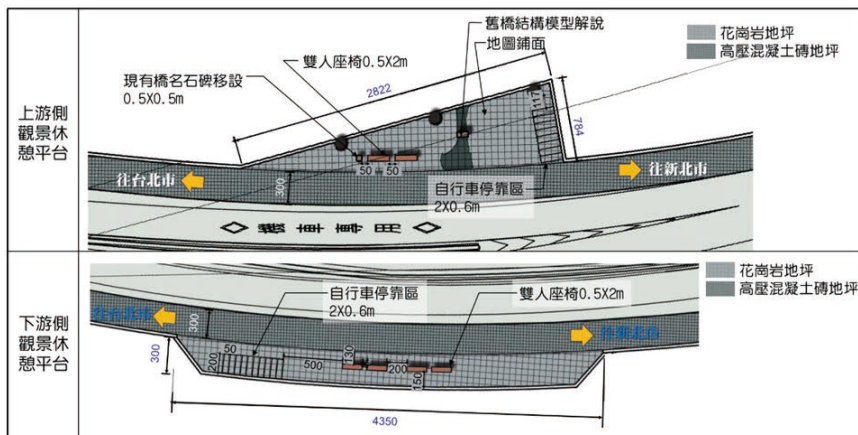 上游側
觀景休
憩平台
舊橋結構模型解說
地圖鋪面
雙人座椅0.5X2m
現有橋名石碑移設
0.5X0.5m
2822
117
784
50
50
300
往台北市
往新北市
自行車停靠區
2X0.6m
機車專用
花崗岩地坪
高壓混凝土磚地坪
下游側
觀景休
憩平台
自行車停靠區
2X0.6m
雙人座椅0.5X2m
花崗岩地坪
高壓混凝土磚地坪
往台北市
往新北市
300
300
200
50
500
130
200
150
4350